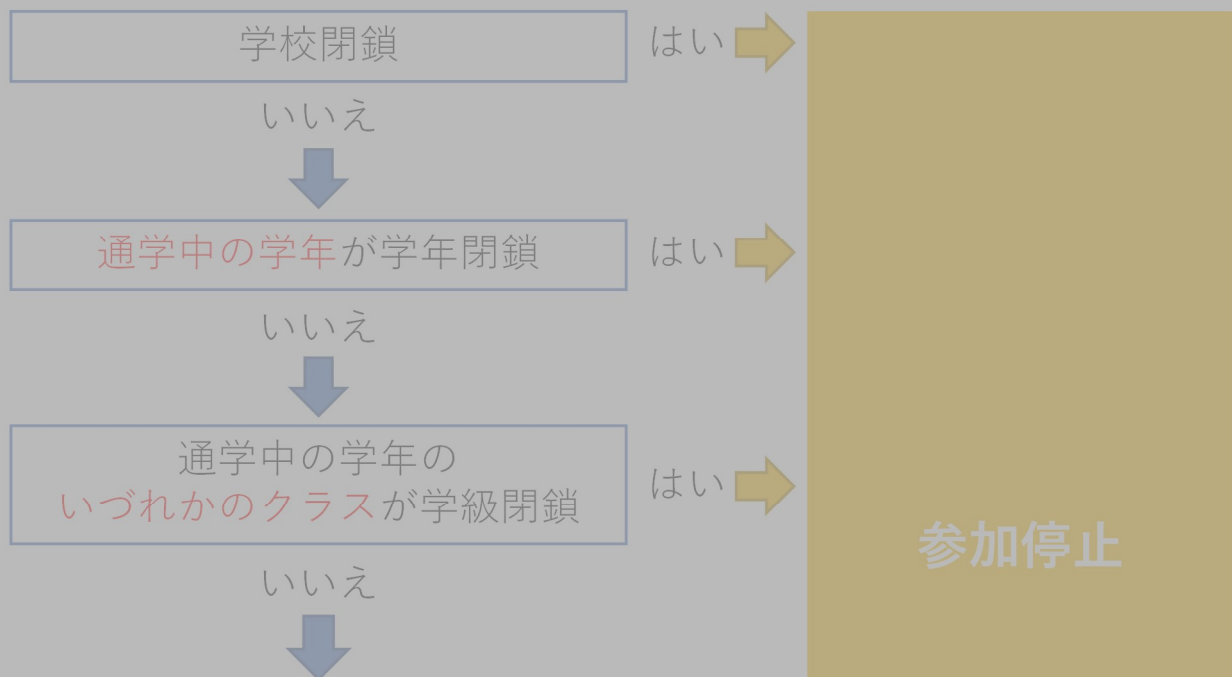 学校閉鎖
はい
いいえ
通学中の学年が学年閉鎖
はい
いいえ
通学中の学年の
いづれかのクラスが学級閉鎖
はい
参加停止
いいえ